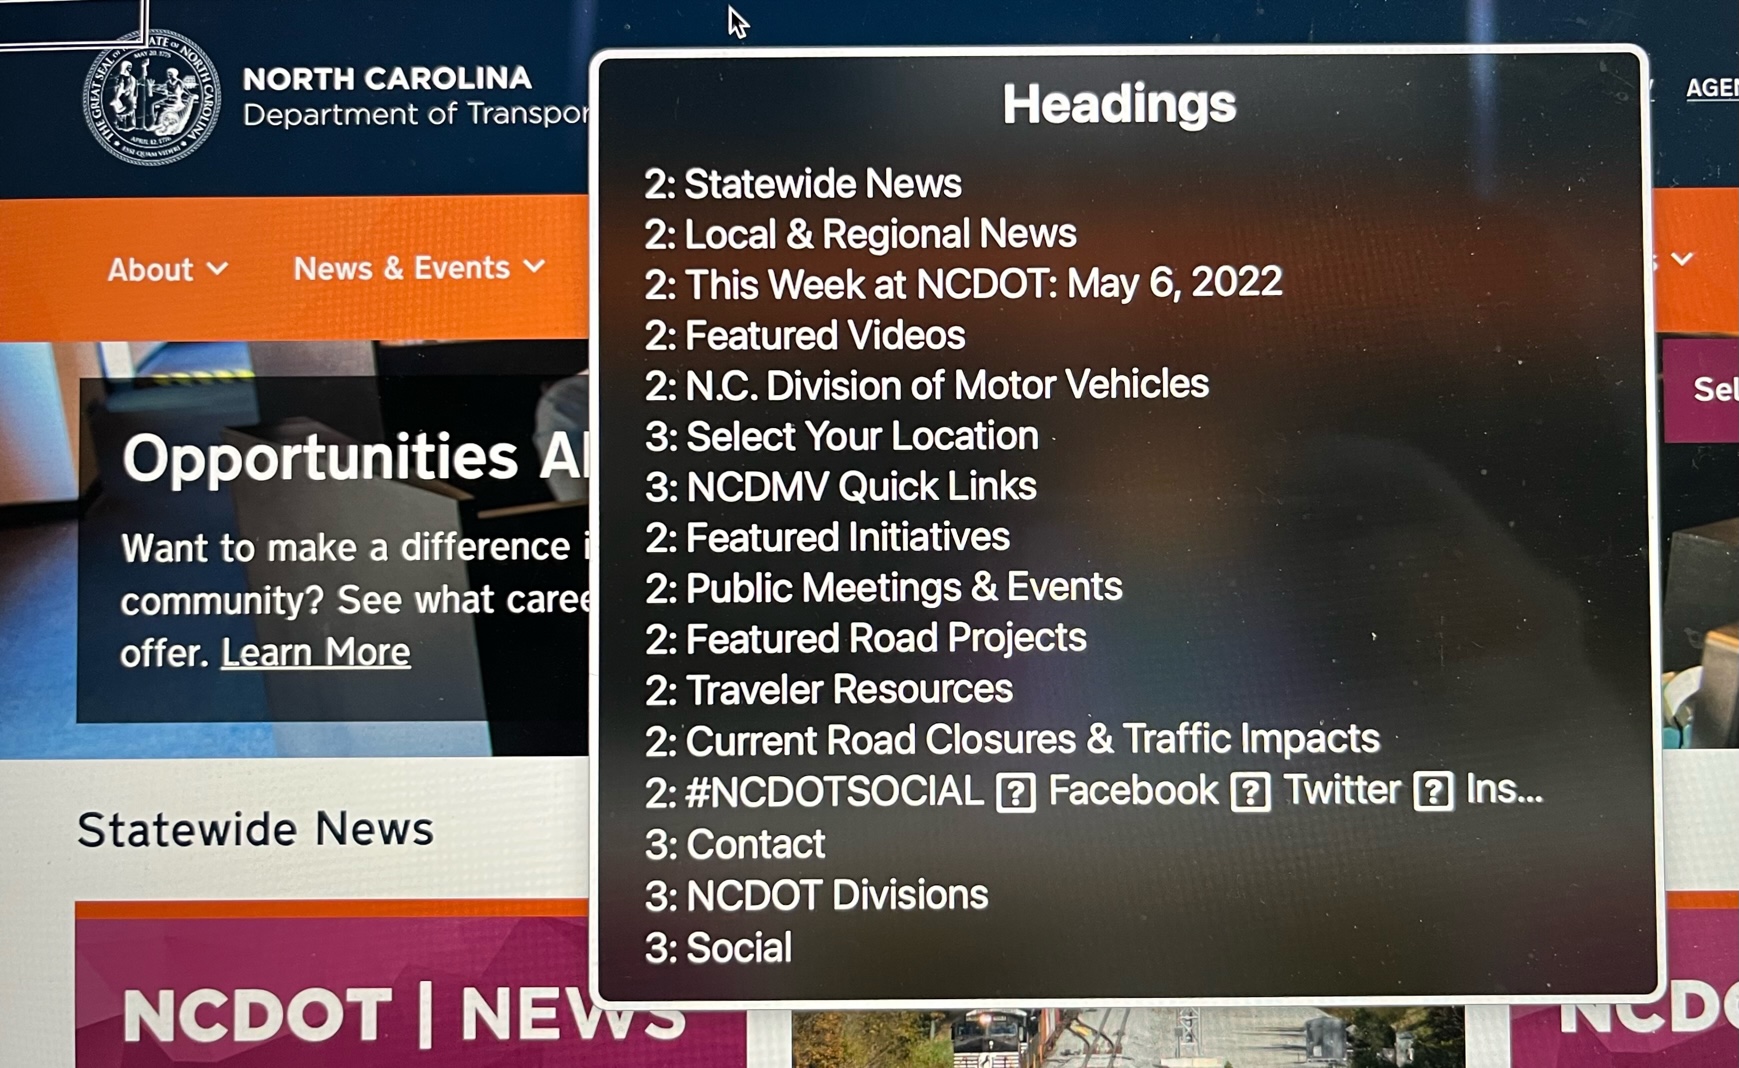 NORTH CAROLINA
Department of Transpor
AGEN
About
News & Events
Opportunities
Want to make a difference
community? See what
offer. Learn More
Sel
Statewide News
NCDOT | NEWS
Headings
2: Statewide News
2: Local & Regional News
2: This Week at NCDOT: May 6, 2022
2: Featured Videos
2: N.C. Division of Motor Vehicles
3: Select Your Location
3: NCDMV Quick Links
2: Featured Initiatives
2: Public Meetings & Events
2: Featured Road Projects
2: Traveler Resources
2: Current Road Closures & Traffic Impacts
2: #NCDOTSOCIAL ? Facebook ? Twitter ? Ins...
3: Contact
3: NCDOT Divisions
3: Social